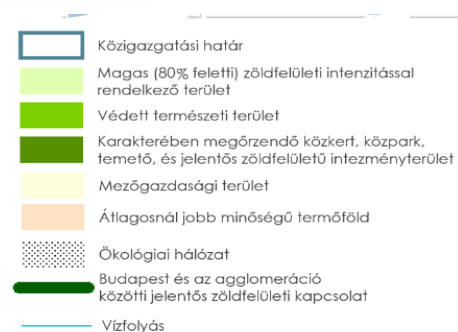 Közigazgatási határ
Magas (80% feletti) zöldfelületi intenzitással
rendelkező terület
Védett természeti terület
Karakterében megőrzendő közkert, közpark,
temető, és jelentős zöldfelületű intezményterület
Mezőgazdasági terület
Átlagosnál jobb minőségű termőföld
Ökológiai hálózat
Budapest és az agglomeráció
közötti jelentős zöldfelületi kapcsolat
Vízfolyás